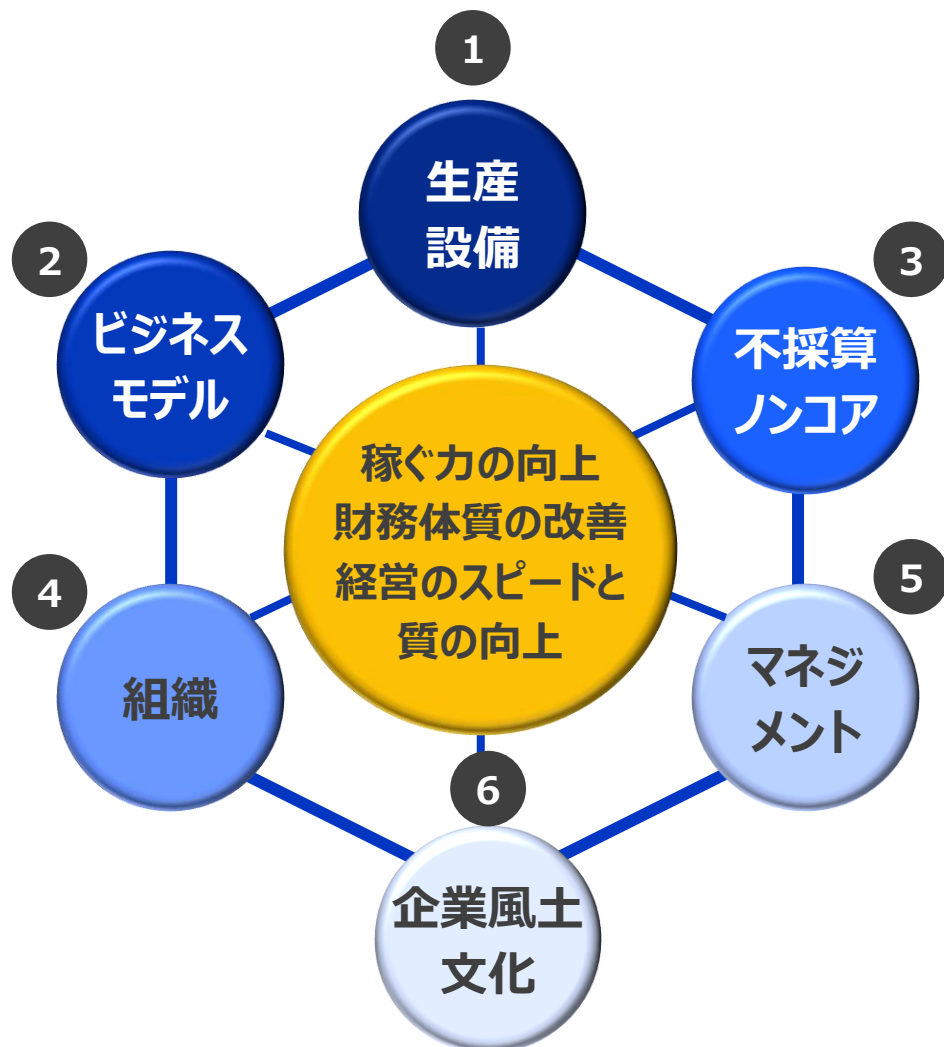 1
生産
設備
2
ビジネス
モデル
3
不採算
ノンコア
稼ぐ力の向上
財務体質の改善
経営のスピードと
質の向上
4
組織
5
マネジ
メント
6
企業風土
文化